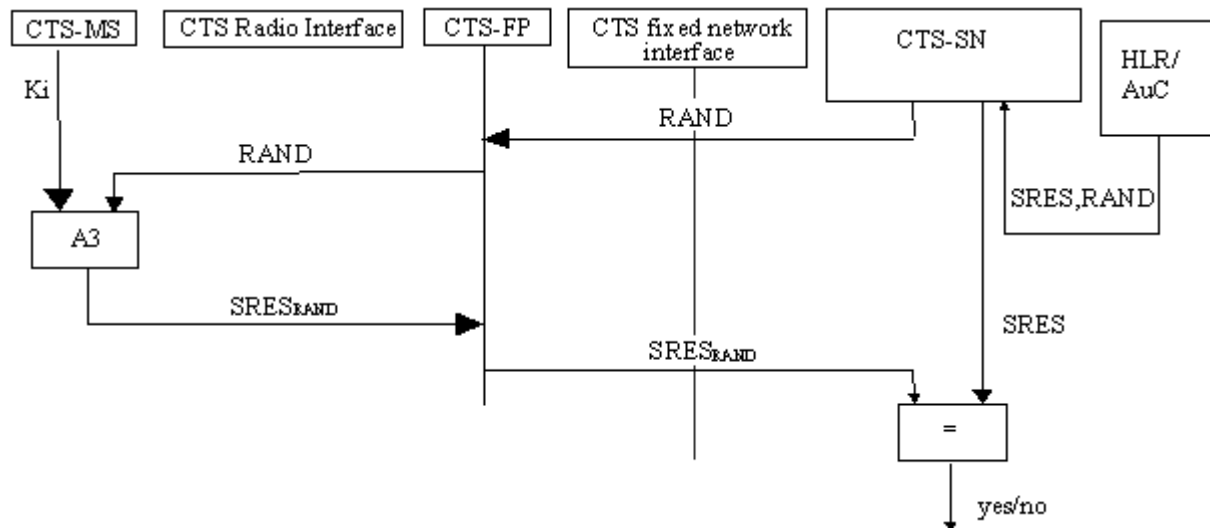 CTS-MS
CTS Radio Interface
CTS-FP
CTS fixed network
interface
CTS-SN
HLR/
AuC
Ki
RAND
RAND
SRES,RAND
A3
SRESRAND
SRES
SRESRAND
=
yes/no